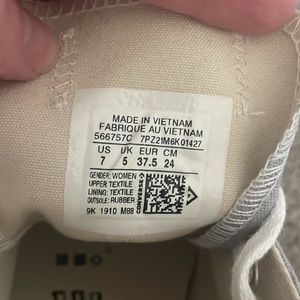 MADE IN VIETNAM
FABRIQUE AU VIETNAM
566757C 7PZ21M6K01427
US UK EUR CM
7 5 37.5 24
GENDER: WOMEN
UPPER: TEXTILE
LINING: TEXTILE
OUTSOLE: RUBBER
9K 1910 M88